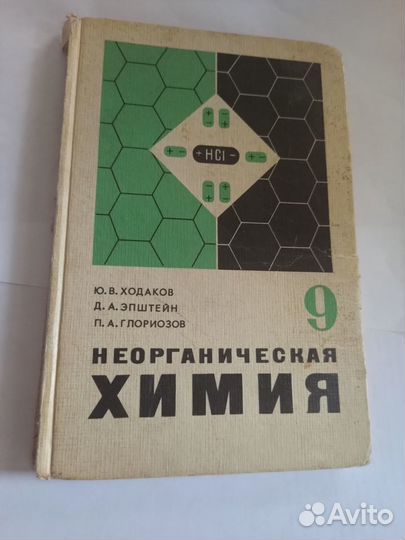 + HCl -
Ю. В. ХОДАКОВ
Д. А. ЭПШТЕЙН
П. А. ГЛОРИОЗОВ
9
НЕОРГАНИЧЕСКАЯ
ХИМИЯ
Avito